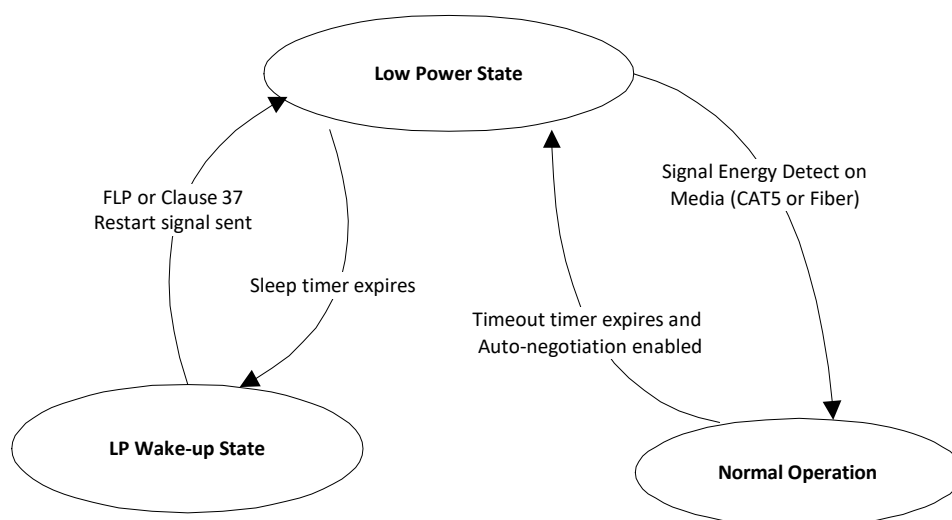 Low Power State
FLP or Clause 37
Restart signal sent
Signal Energy Detect on
Media (CAT5 or Fiber)
Sleep timer expires
Timeout timer expires and
Auto-negotiation enabled
LP Wake-up State
Normal Operation